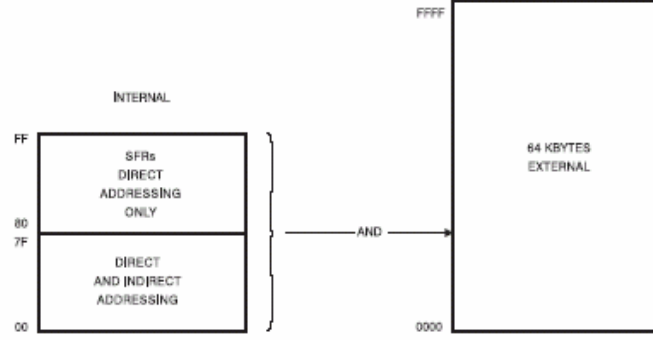 FFFF
INTERNAL
FF
SFRs
DIRECT
ADDRESSING
ONLY
80
7F
DIRECT
AND INDIRECT
ADDRESSING
00
AND
64 KBYTES
EXTERNAL
0000